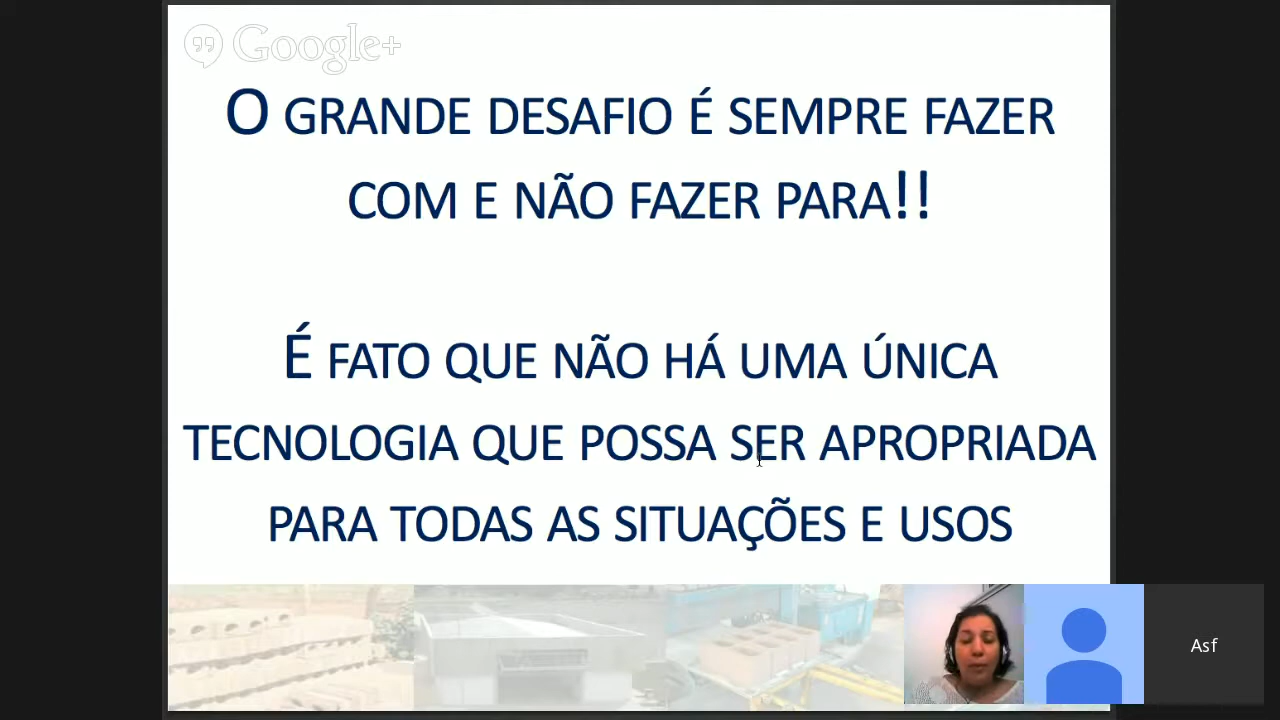 Google+
O GRANDE DESAFIO É SEMPRE FAZER
COM E NÃO FAZER PARA!!
É FATO QUE NÃO HÁ UMA ÚNICA
TECNOLOGIA QUE POSSA SER APROPRIADA
PARA TODAS AS SITUAÇÕES E USOS
Asf